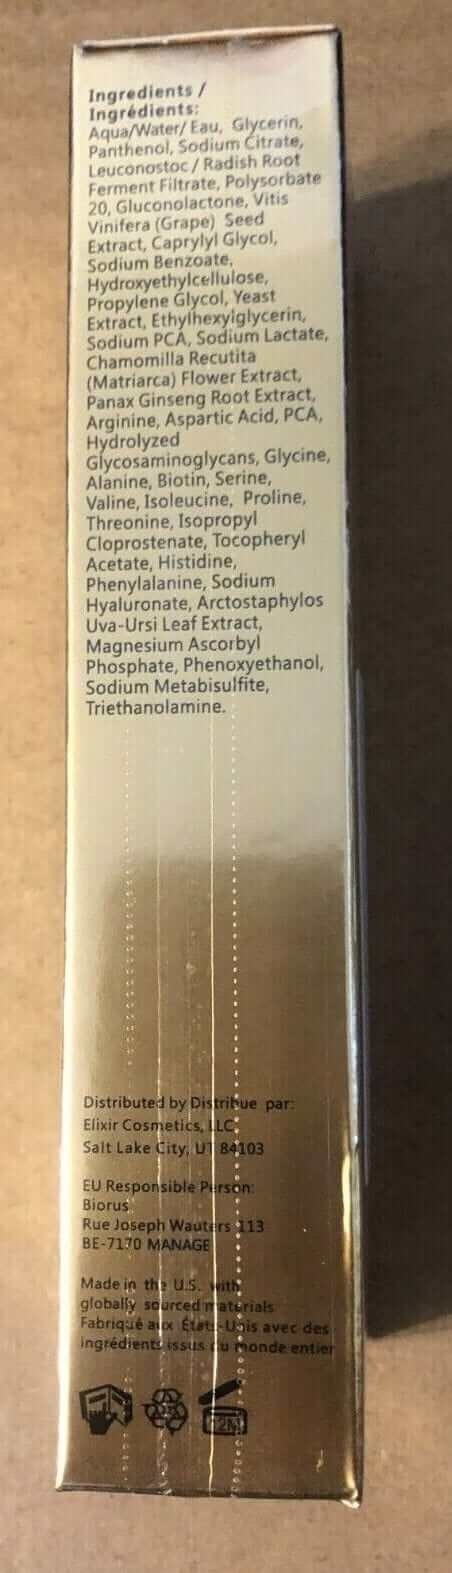 Ingredients /
Ingrédients:
Aqua/Water/ Eau, Glycerin,
Panthenol, Sodium Citrate,
Leuconostoc / Radish Root
Ferment Filtrate, Polysorbate
20, Gluconolactone, Vitis
Vinifera (Grape) Seed
Extract, Caprylyl Glycol,
Sodium Benzoate,
Hydroxyethylcellulose,
Propylene Glycol, Yeast
Extract, Ethylhexylglycerin,
Sodium PCA, Sodium Lactate,
Chamomilla Recutita
(Matriarca) Flower Extract,
Panax Ginseng Root Extract,
Arginine, Aspartic Acid, PCA,
Hydrolyzed
Glycosaminoglycans, Glycine,
Alanine, Biotin, Serine,
Valine, Isoleucine, Proline,
Threonine, Isopropyl
Cloprostenate, Tocopheryl
Acetate, Histidine,
Phenylalanine, Sodium
Hyaluronate, Arctostaphylos
Uva-Ursi Leaf Extract,
Magnesium Ascorbyl
Phosphate, Phenoxyethanol,
Sodium Metabisulfite,
Triethanolamine.
Distributed by Distribue par:
Elixir Cosmetics, LLC
Salt Lake City, UT 84103
EU Responsible Person:
Biorus
Rue Joseph Wauters 113
BE-7170 MANAGE
Made in the U.S. with
globally sourced materials
Fabriqué aux États-Unis avec des
ingrédients issus du monde entier
12M